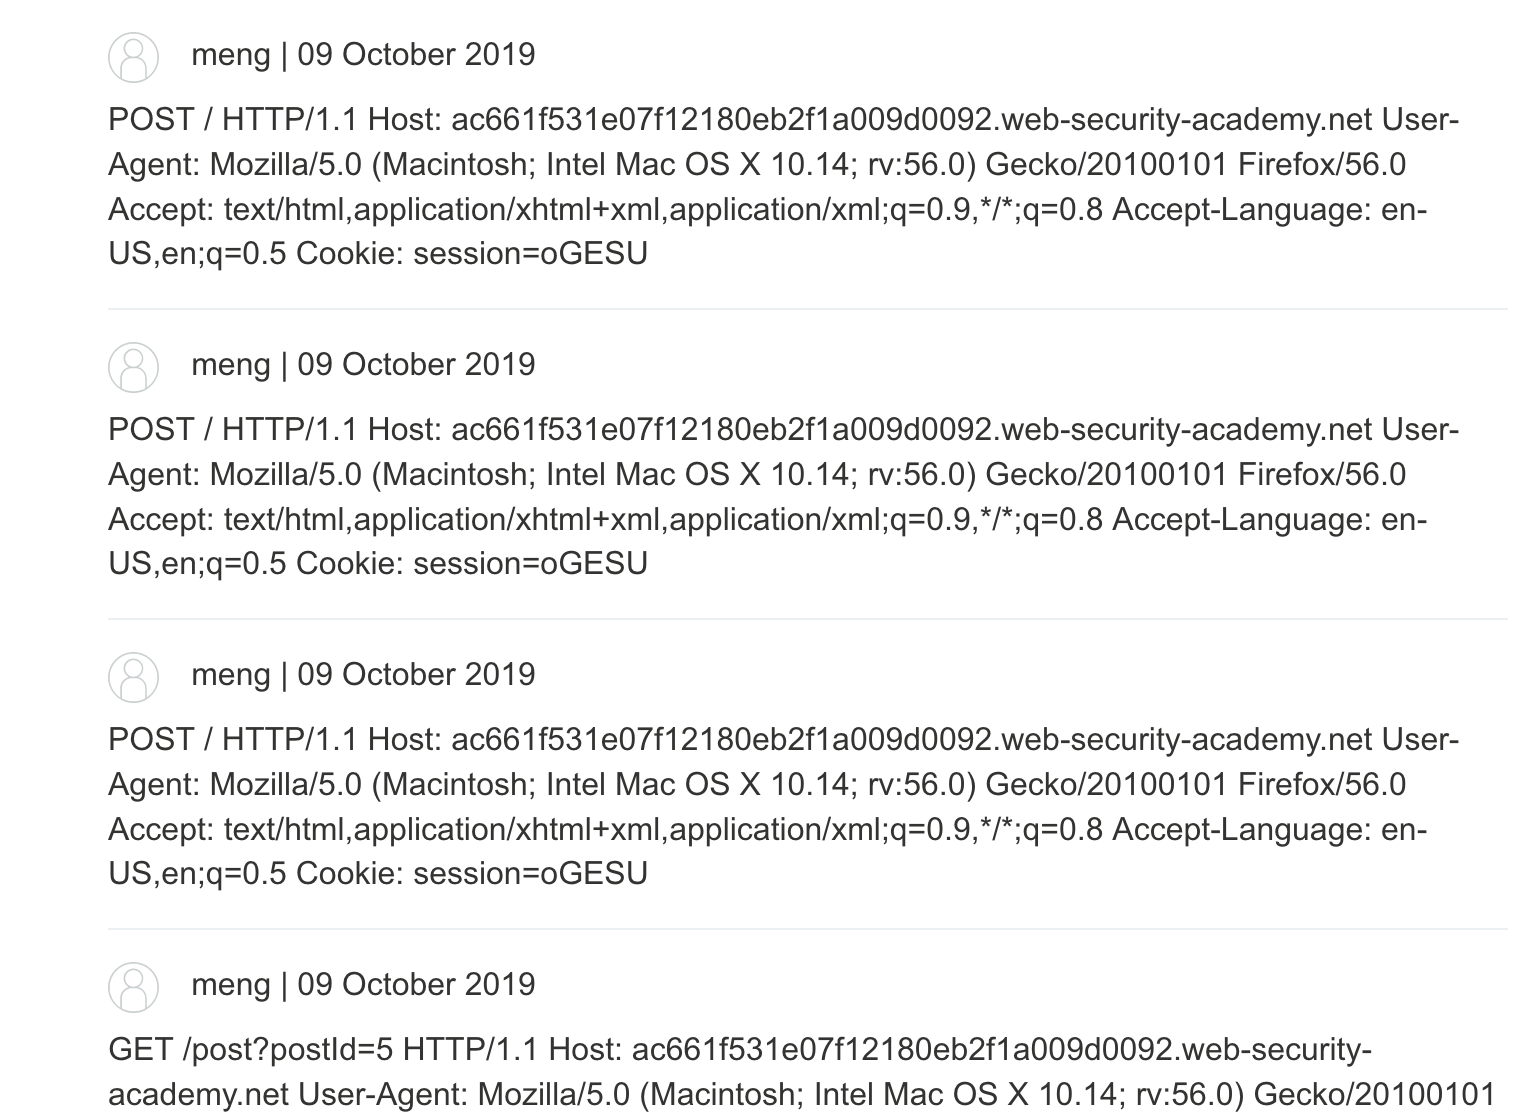 meng | 09 October 2019
POST / HTTP/1.1 Host: ac661f531e07f12180eb2f1a009d0092.web-security-academy.net User-
Agent: Mozilla/5.0 (Macintosh; Intel Mac OS X 10.14; rv:56.0) Gecko/20100101 Firefox/56.0
Accept: text/html,application/xhtml+xml,application/xml;q=0.9,*/*;q=0.8 Accept-Language: en-
US,en;q=0.5 Cookie: session=oGESU
meng | 09 October 2019
POST / HTTP/1.1 Host: ac661f531e07f12180eb2f1a009d0092.web-security-academy.net User-
Agent: Mozilla/5.0 (Macintosh; Intel Mac OS X 10.14; rv:56.0) Gecko/20100101 Firefox/56.0
Accept: text/html,application/xhtml+xml,application/xml;q=0.9,*/*;q=0.8 Accept-Language: en-
US,en;q=0.5 Cookie: session=oGESU
meng | 09 October 2019
POST / HTTP/1.1 Host: ac661f531e07f12180eb2f1a009d0092.web-security-academy.net User-
Agent: Mozilla/5.0 (Macintosh; Intel Mac OS X 10.14; rv:56.0) Gecko/20100101 Firefox/56.0
Accept: text/html,application/xhtml+xml,application/xml;q=0.9,*/*;q=0.8 Accept-Language: en-
US,en;q=0.5 Cookie: session=oGESU
meng | 09 October 2019
GET /post?postId=5 HTTP/1.1 Host: ac661f531e07f12180eb2f1a009d0092.web-security-
academy.net User-Agent: Mozilla/5.0 (Macintosh; Intel Mac OS X 10.14; rv:56.0) Gecko/20100101